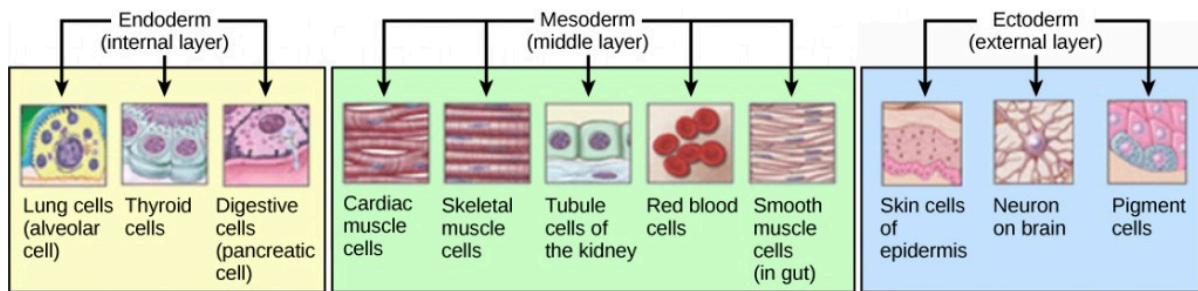 Endoderm
(internal layer)
Mesoderm
(middle layer)
Ectoderm
(external layer)
Lung cells
(alveolar
cell)
Thyroid
cells
Digestive
cells
(pancreatic
cell)
Cardiac
muscle
cells
Skeletal
muscle
cells
Tubule
cells of
the kidney
Red blood
cells
Smooth
muscle
cells
(in gut)
Skin cells
of
epidermis
Neuron
on brain
Pigment
cells